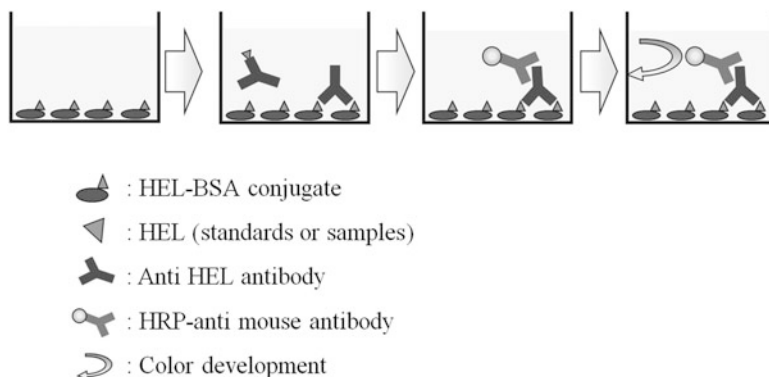 : HEL-BSA conjugate
: HEL (standards or samples)
: Anti HEL antibody
: HRP-anti mouse antibody
: Color development